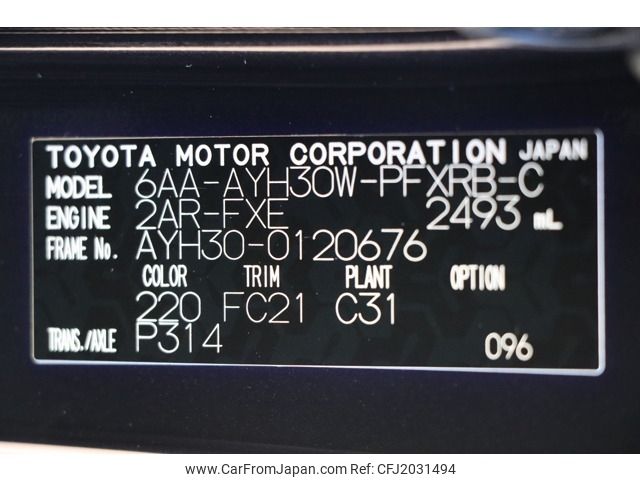 TOYOTA MOTOR CORPORATION JAPAN
MODEL 6AA-AYH30W-PFXRB-C
ENGINE 2AR-FXE 2493 mL
FRAME No. AYH30-0120676
COLOR TRIM PLANT OPTION
220 FC21 C31
TRANS./AXLE P314
096
www.CarFromJapan.com | CFJ2031494